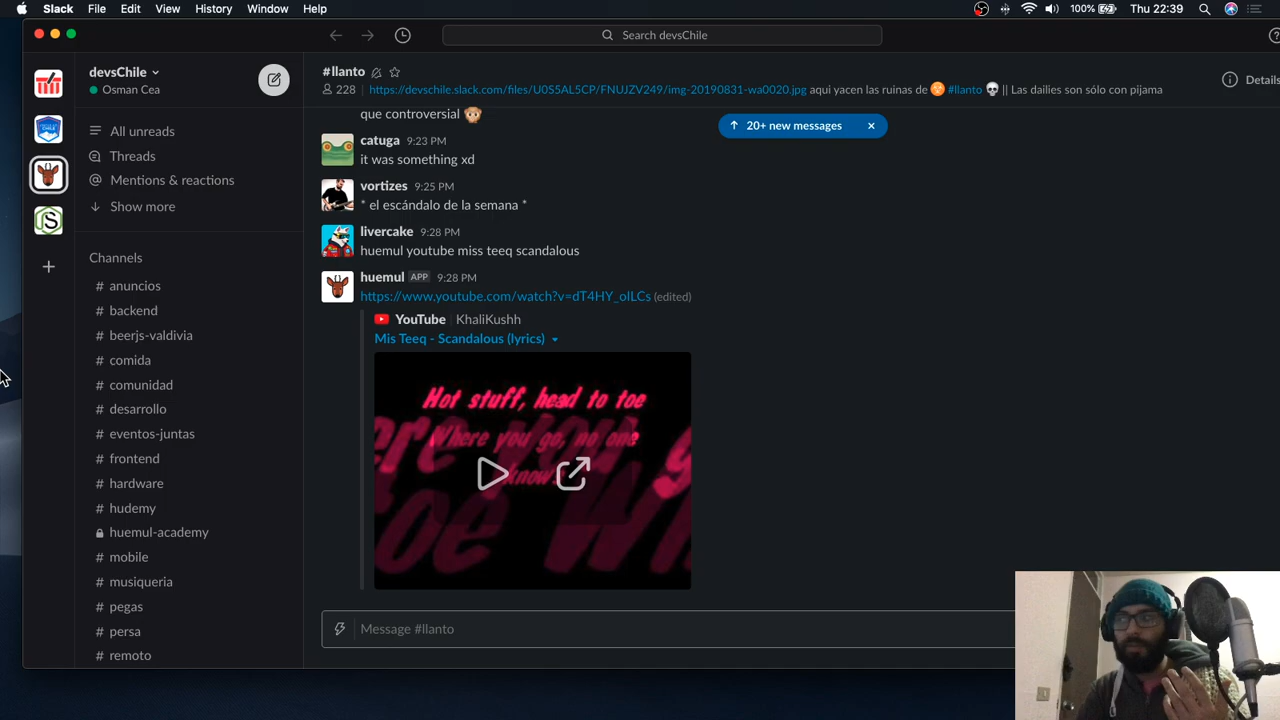 Slack File Edit View History Window Help 100% Thu 22:39
Search devsChile
devsChile
Osman Cea
#llanto
228 https://devschile.slack.com/files/U055AL5CP/FNUJZV249/img-20190831-wa0020.jpg aquí yacen las ruinas de #llanto || Las dailies son sólo con pijama
Details
All unreads
Threads
Mentions & reactions
Show more
Channels
# anuncios
# backend
# beerjs-valdivia
# comida
# comunidad
# desarrollo
# eventos-juntas
# frontend
# hardware
# hudemy
huemul-academy
# mobile
# musiqueria
# pegas
# persa
# remoto
que controversial
20+ new messages
catuga 9:23 PM
it was something xd
vortizes 9:25 PM
* el escándalo de la semana *
livercake 9:28 PM
huemul youtube miss teeq scandalous
huemul APP 9:28 PM
https://www.youtube.com/watch?v=dT4HY_oILCs (edited)
YouTube KhaliKushh
Mis Teeq - Scandalous (lyrics)
Hot stuff, head to toe
Where you go, no one
know
Message #llanto